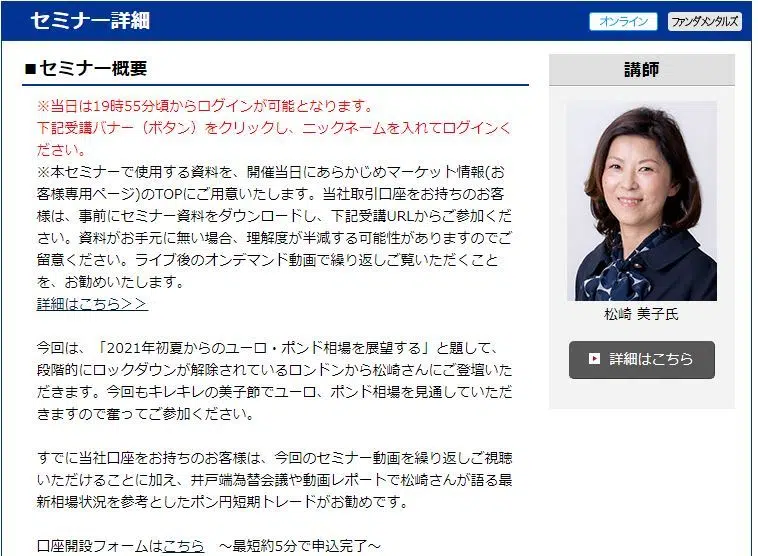 セミナー詳細
オンライン
ファンダメンタルズ
■セミナー概要
※当日は19時55分頃からログインが可能となります。
下記受講バナー（ボタン）をクリックし、ニックネームを入れてログインく
ださい。
※本セミナーで使用する資料を、開催当日にあらかじめマーケット情報(お
客様専用ページ)のTOPにご用意いたします。当社取引口座をお持ちのお客
様は、事前にセミナー資料をダウンロードし、下記受講URLからご参加くだ
さい。資料がお手元に無い場合、理解度が半減する可能性がありますのでご
留意ください。ライブ後のオンデマンド動画で繰り返しご覧いただくこと
を、お勧めいたします。
詳細はこちら>>
今回は、「2021年初夏からのユーロ・ポンド相場を展望する」と題して、
段階的にロックダウンが解除されているロンドンから松崎さんにご登壇いた
だきます。今回もキレキレの美子節でユーロ、ポンド相場を見通していただ
きますので奮ってご参加ください。
すでに当社口座をお持ちのお客様は、今回のセミナー動画を繰り返しご視聴
いただけることに加え、井戸端為替会議や動画レポートで松崎さんが語る最
新相場状況を参考としたポン円短期トレードがお勧めです。
口座開設フォームはこちら　～最短約5分で申込完了～
講師
松崎 美子氏
詳細はこちら